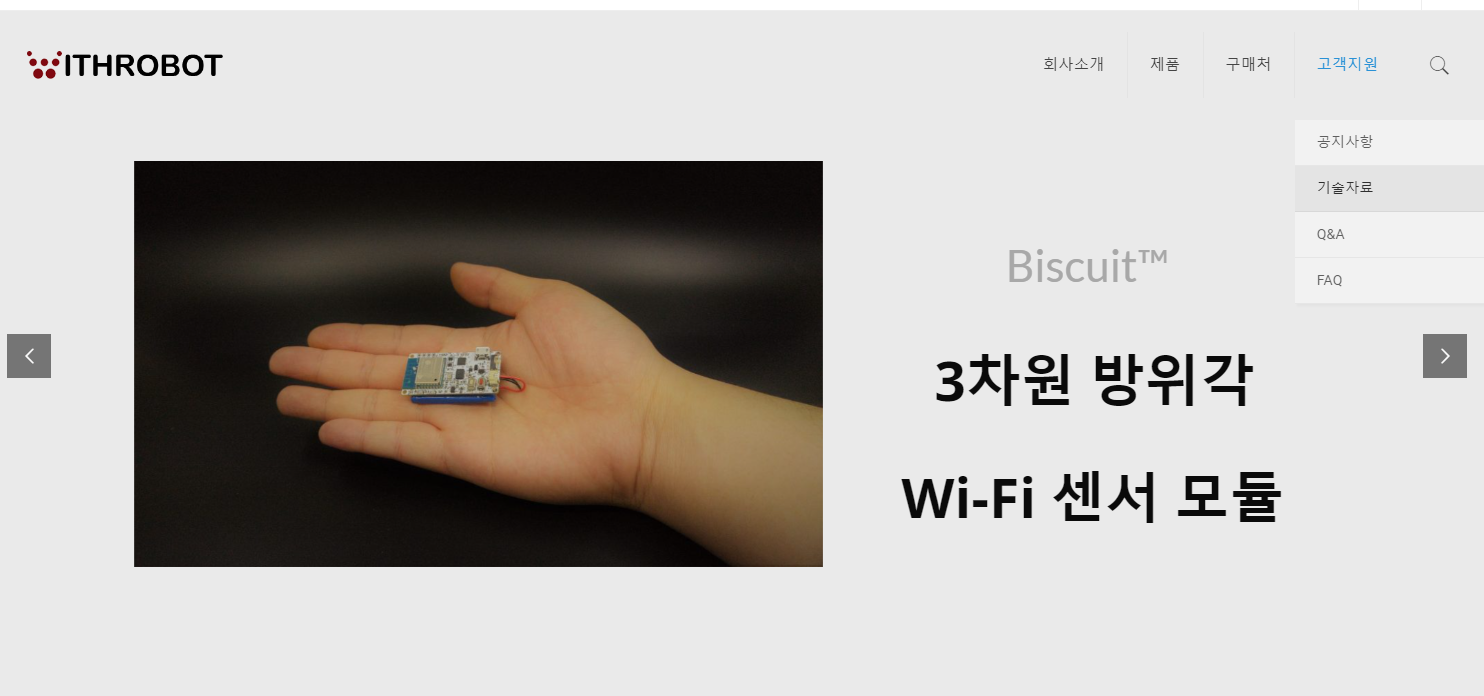 WITHROBOT
회사소개
제품
구매처
고객지원
공지사항
기술자료
Q&A
FAQ
Biscuit™
3차원 방위각
Wi-Fi 센서 모듈